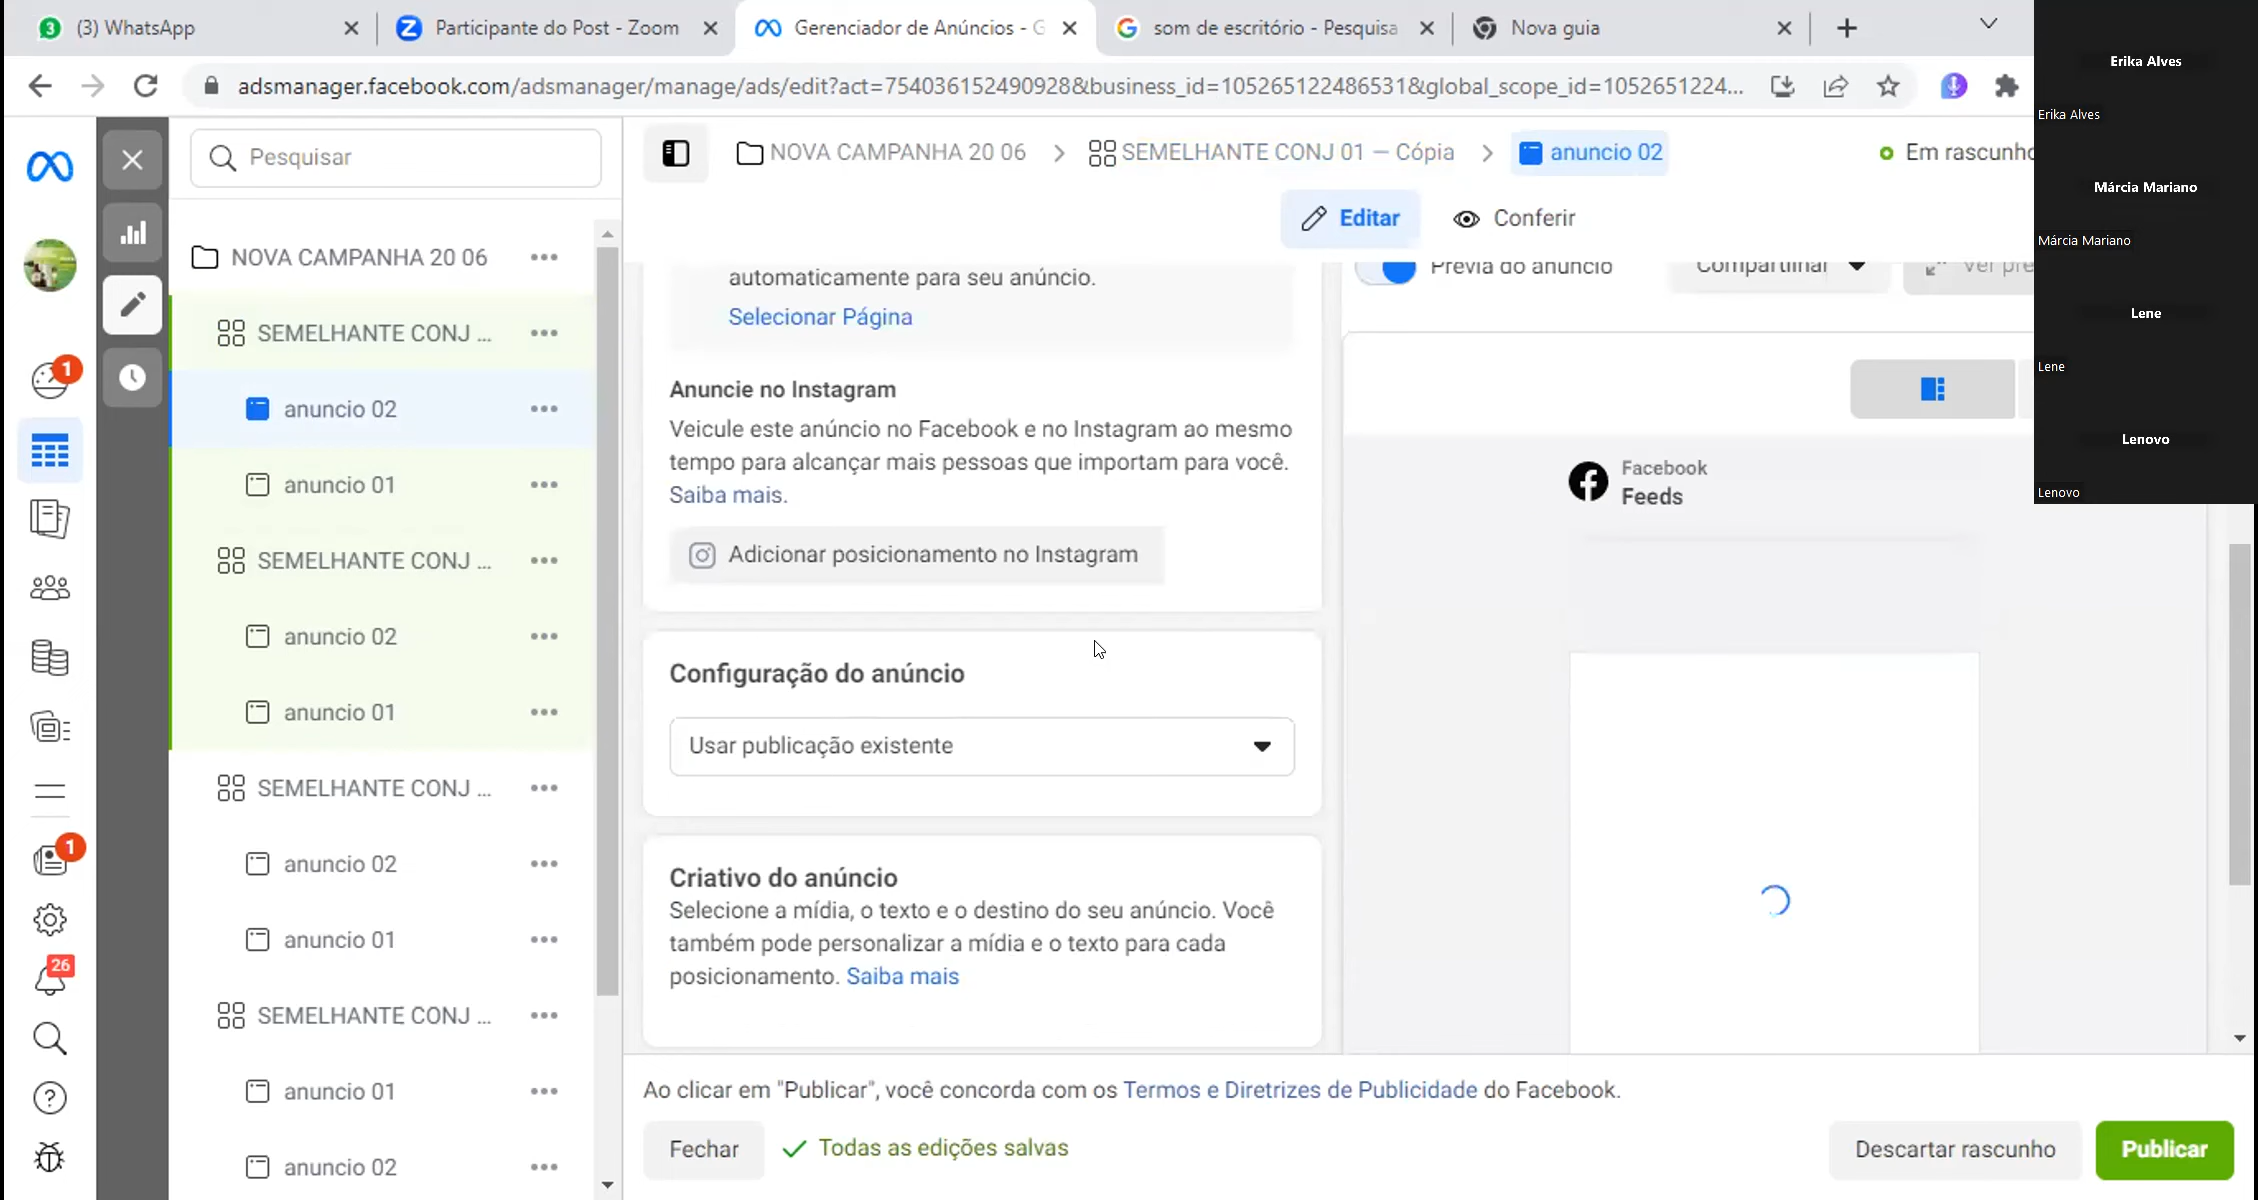 3
(3) WhatsApp
Participante do Post - Zoom
Gerenciador de Anúncios - G
som de escritório - Pesquisa
Nova guia
adsmanager.facebook.com/adsmanager/manage/ads/edit?act=754036152490928&business_id=105265122486531&global_scope_id=1052651224...
Erika Alves
Erika Alves
Márcia Mariano
Márcia Mariano
Lene
Lene
Lenovo
Lenovo
1
1
26
Pesquisar
NOVA CAMPANHA 20 06
SEMELHANTE CONJ ...
anuncio 02
anuncio 01
SEMELHANTE CONJ ...
anuncio 02
anuncio 01
SEMELHANTE CONJ ...
anuncio 02
anuncio 01
SEMELHANTE CONJ ...
anuncio 01
anuncio 02
NOVA CAMPANHA 20 06
SEMELHANTE CONJ 01 — Cópia
anuncio 02
Em rascunho
Editar
Conferir
automaticamente para seu anúncio.
Selecionar Página
Anuncie no Instagram
Veicule este anúncio no Facebook e no Instagram ao mesmo
tempo para alcançar mais pessoas que importam para você.
Saiba mais.
Adicionar posicionamento no Instagram
Configuração do anúncio
Usar publicação existente
Criativo do anúncio
Selecione a mídia, o texto e o destino do seu anúncio. Você
também pode personalizar a mídia e o texto para cada
posicionamento. Saiba mais
Prévia do anúncio
Compartilhar
Ver pré
Facebook
Feeds
Ao clicar em "Publicar", você concorda com os Termos e Diretrizes de Publicidade do Facebook.
Fechar
Todas as edições salvas
Descartar rascunho
Publicar